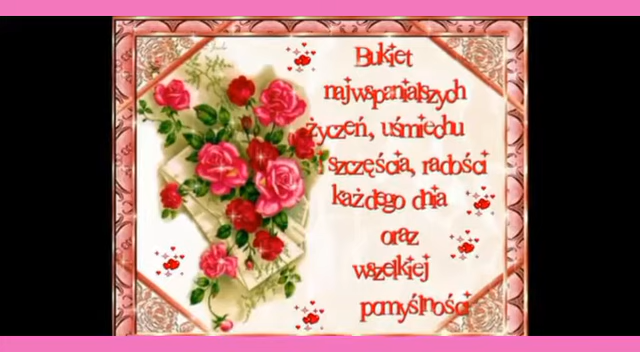 Bukiet
najwspanialszych
życzeń, uśmiechu
i szczęścia, radości
każdego dnia
oraz
wszelkiej
pomyślności